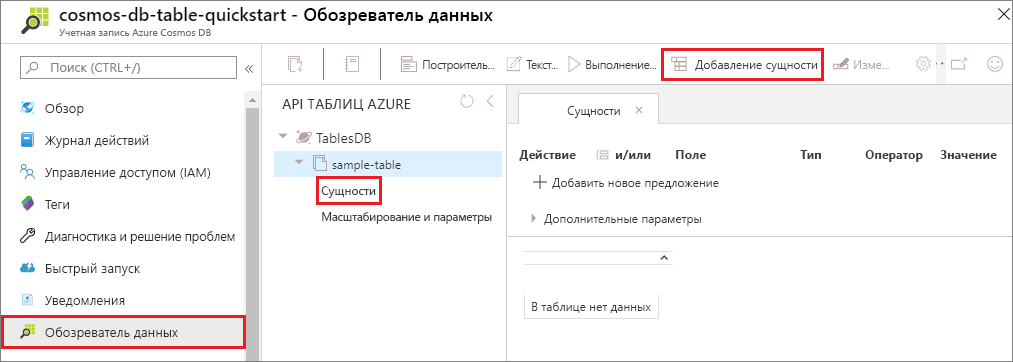 cosmos-db-table-quickstart - Обозреватель данных
Учетная запись Azure Cosmos DB
Поиск (CTRL+/)
Обзор
Журнал действий
Управление доступом (IAM)
Теги
Диагностика и решение проблем
Быстрый запуск
Уведомления
Обозреватель данных
Построитель...
Текст...
Выполнение...
Добавление сущности
Изме...
API ТАБЛИЦ AZURE
TablesDB
sample-table
Сущности
Масштабирование и параметры
Сущности
Действие и/или Поле Тип Оператор Значение
Добавить новое предложение
Дополнительные параметры
В таблице нет данных